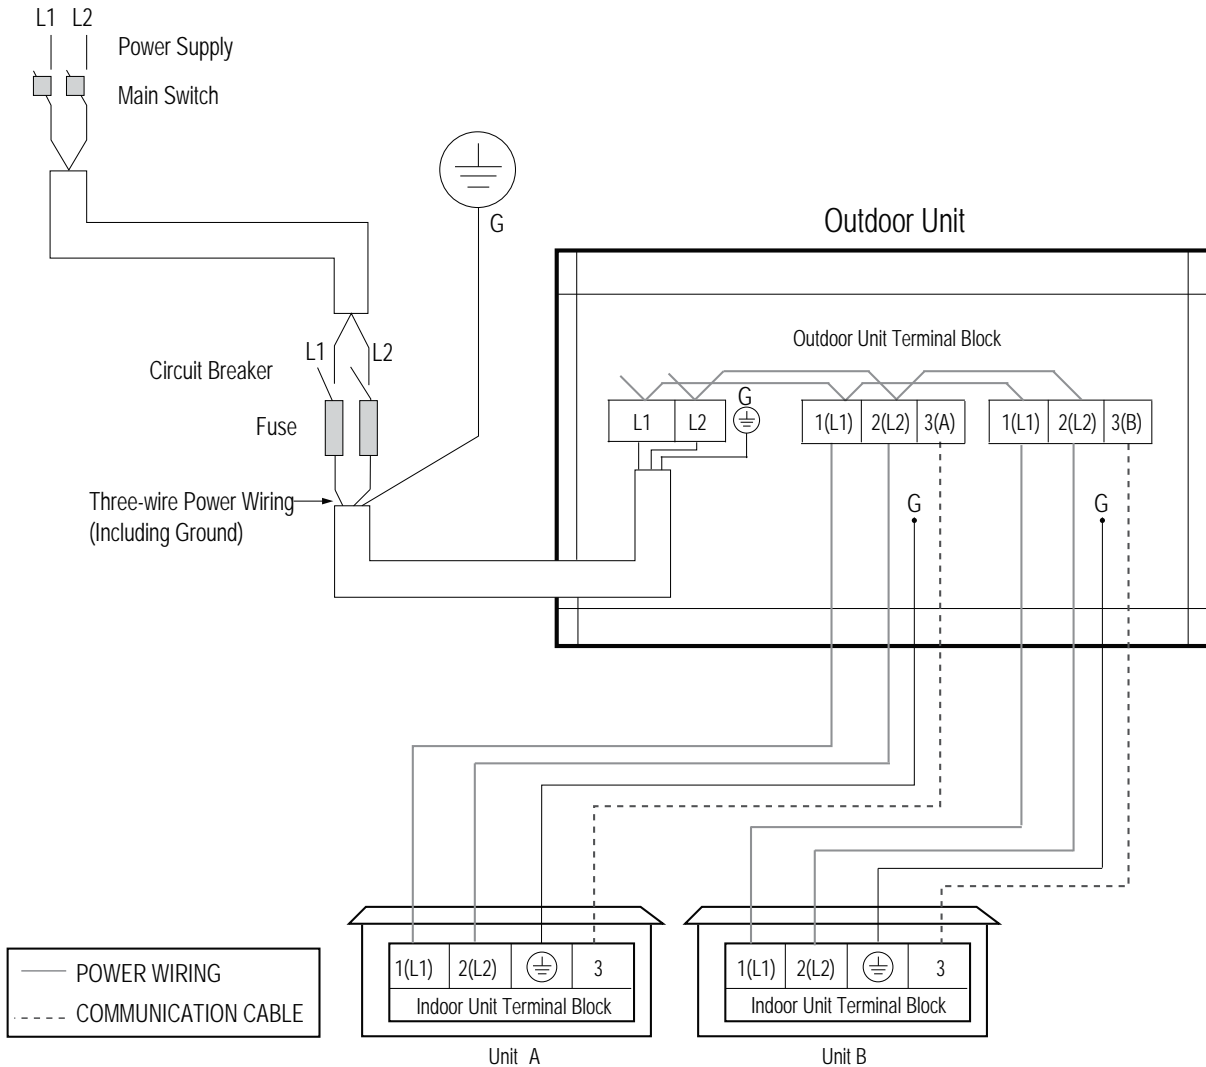 L1 L2
Power Supply
Main Switch
G
Outdoor Unit
Outdoor Unit Terminal Block
L1 L2
Circuit Breaker
Fuse
G
L1 L2
1(L1) 2(L2) 3(A)
1(L1) 2(L2) 3(B)
Three-wire Power Wiring
(Including Ground)
G G
1(L1) 2(L2) 3
Indoor Unit Terminal Block
Unit A
1(L1) 2(L2) 3
Indoor Unit Terminal Block
Unit B
POWER WIRING
COMMUNICATION CABLE